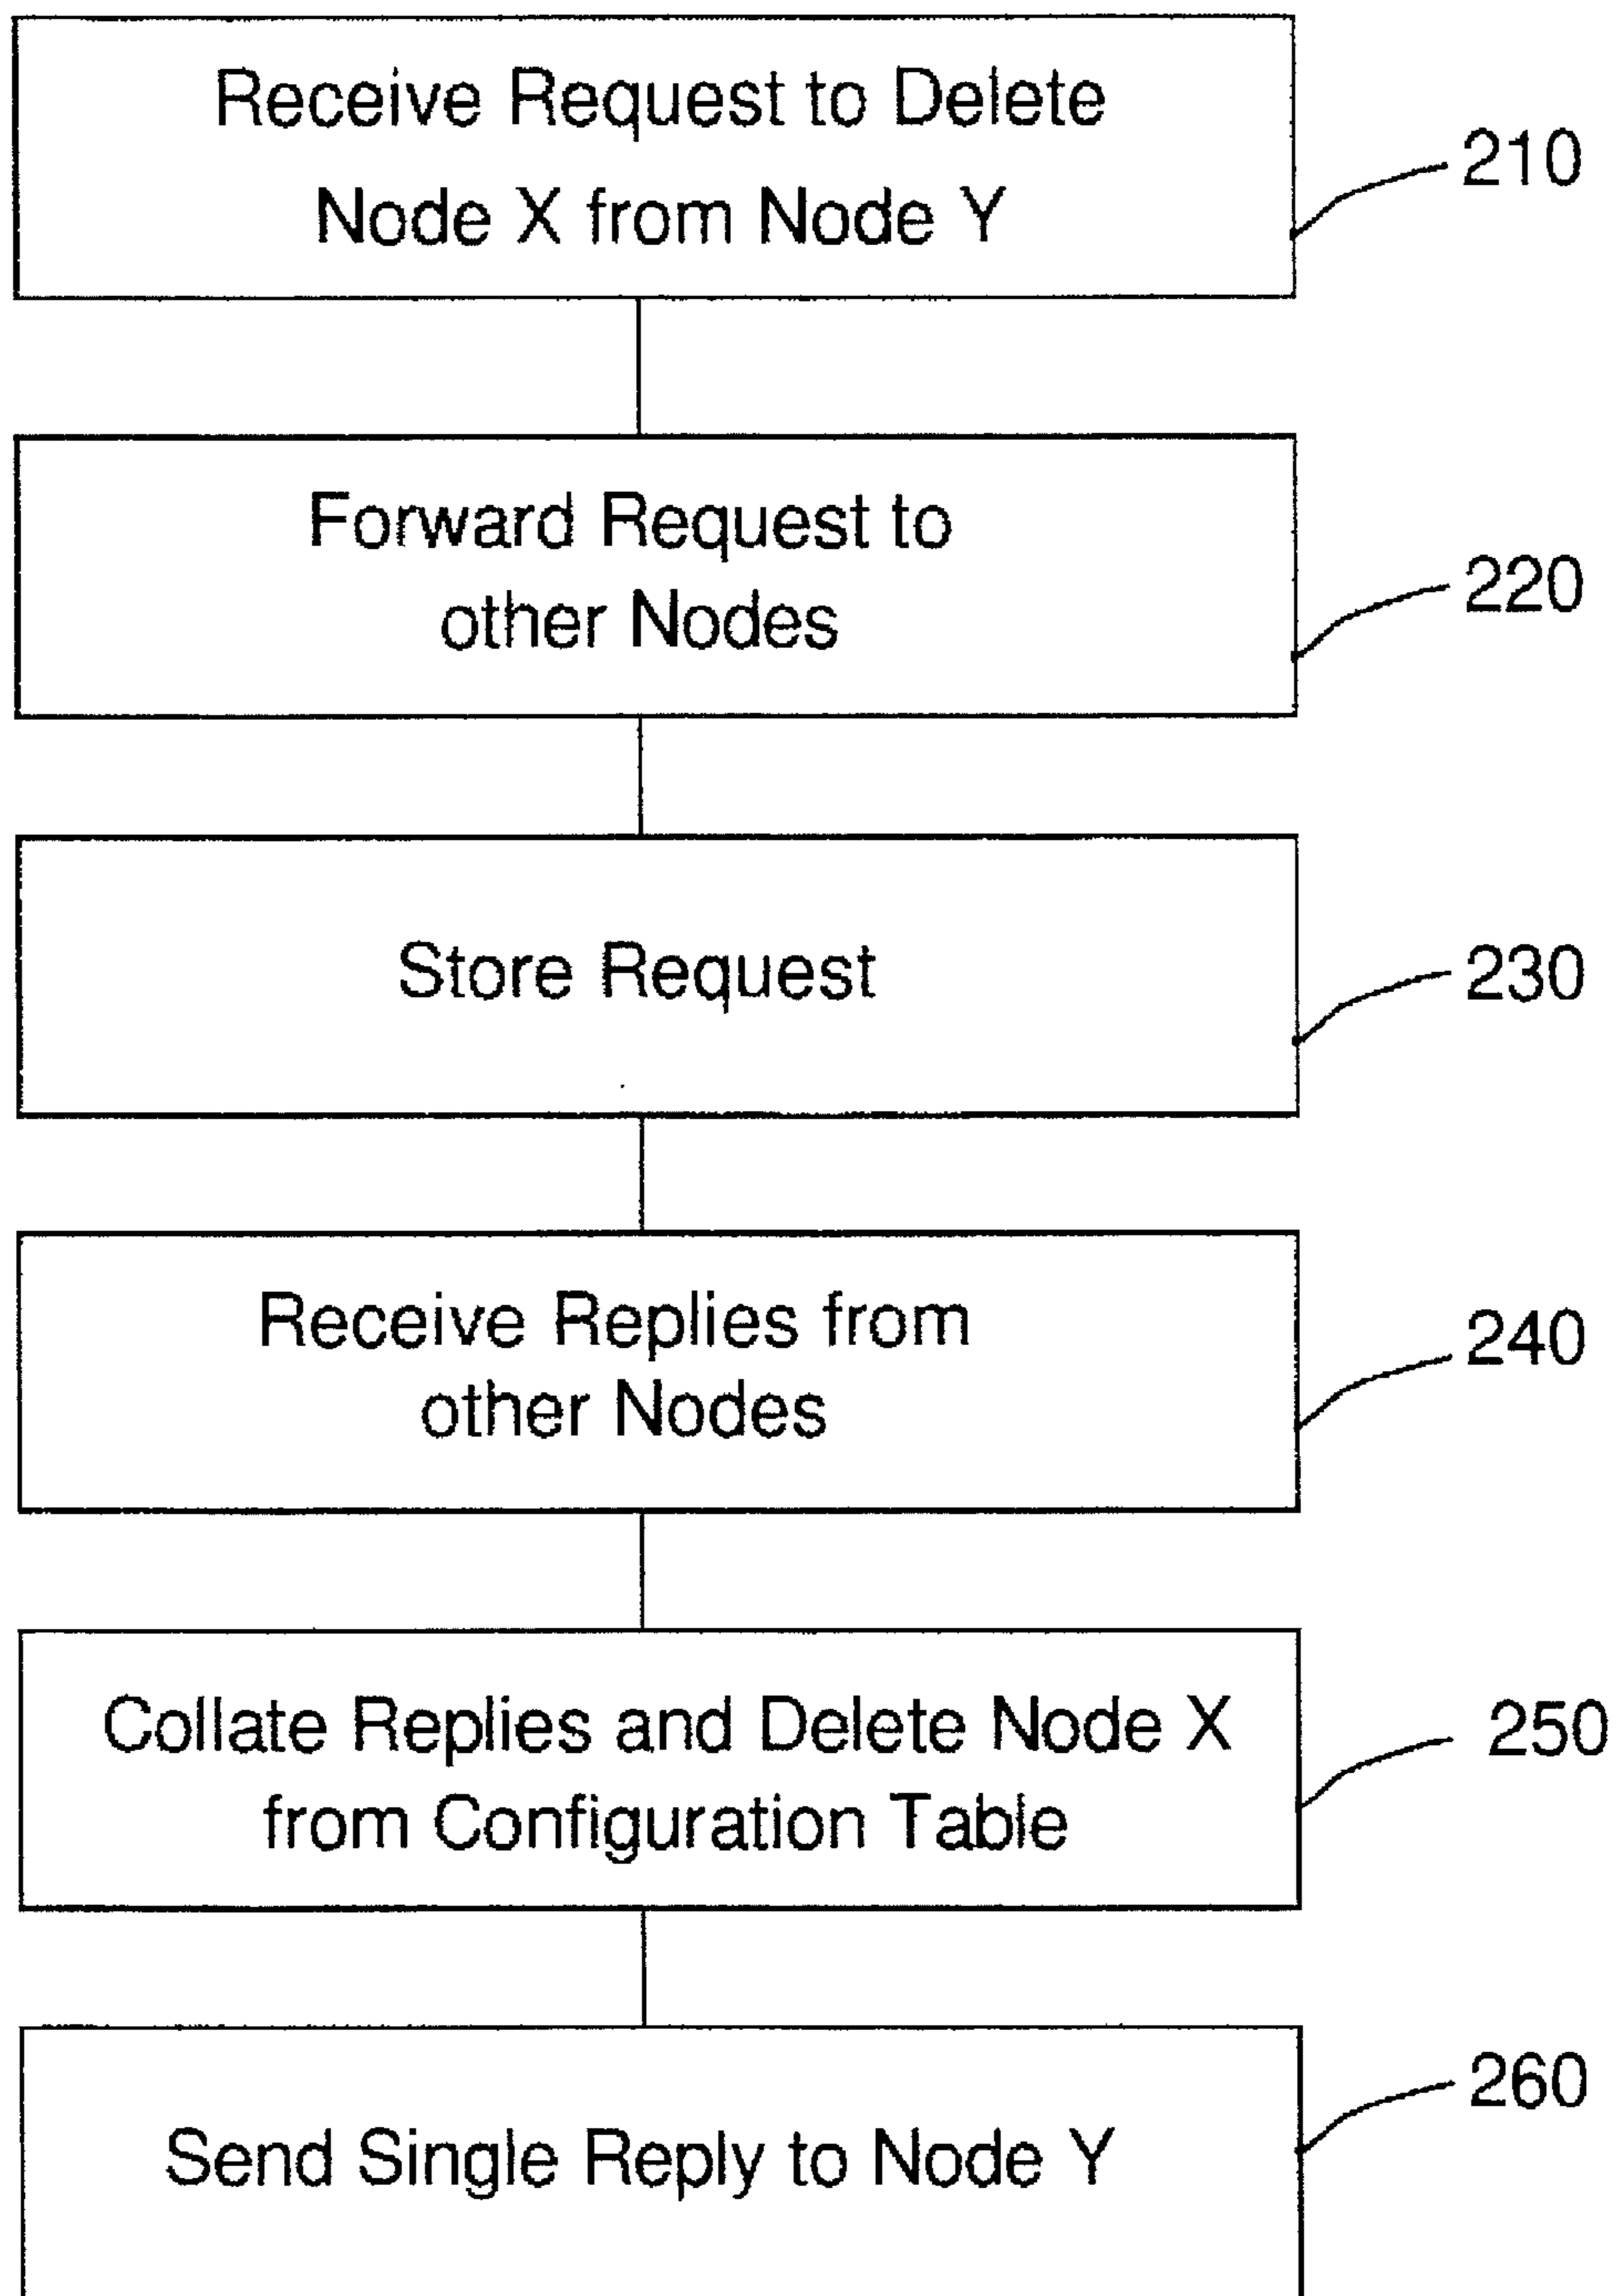 Receive Request to Delete
Node X from Node Y
210
Forward Request to
other Nodes
220
Store Request
230
Receive Replies from
other Nodes
240
Collate Replies and Delete Node X
from Configuration Table
250
Send Single Reply to Node Y
260